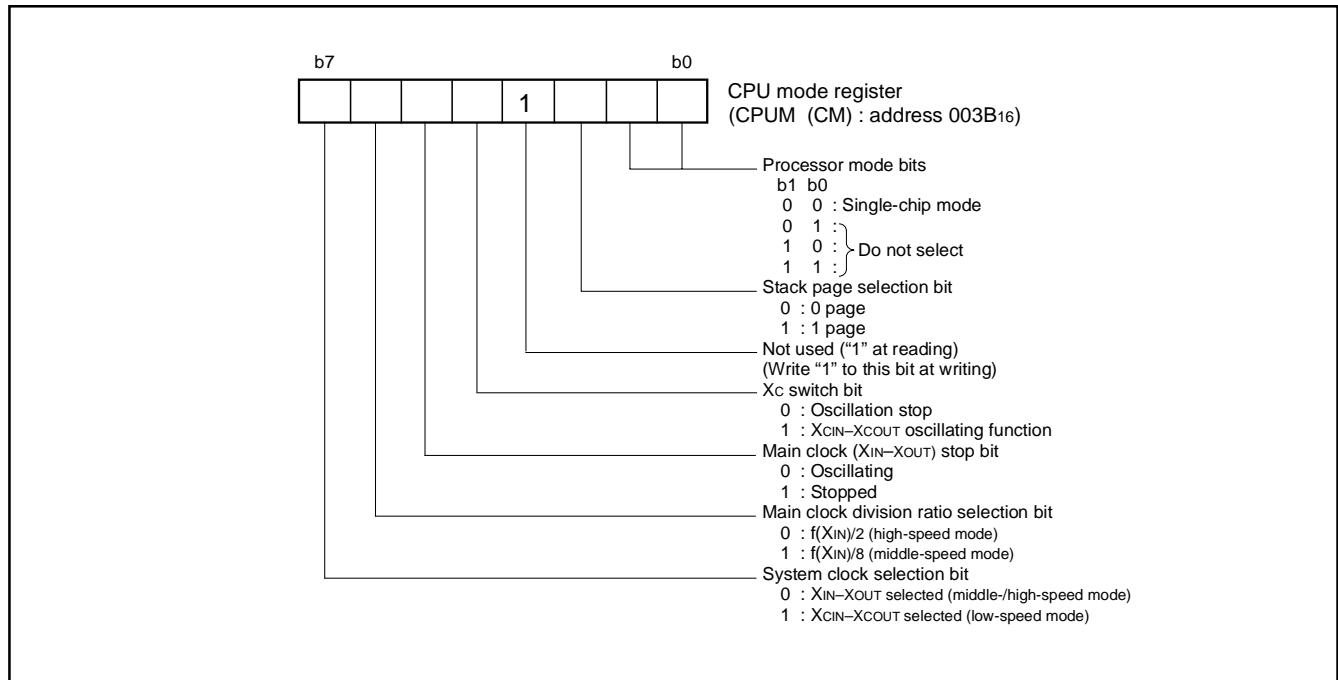 b7 b0
1
CPU mode register
(CPUM (CM) : address 003B16)
Processor mode bits
b1 b0
0 0 : Single-chip mode
0 1 :
1 0 : Do not select
1 1 :
Stack page selection bit
0 : 0 page
1 : 1 page
Not used (“1” at reading)
(Write “1” to this bit at writing)
XC switch bit
0 : Oscillation stop
1 : XCIN–XCOUT oscillating function
Main clock (XIN–XOUT) stop bit
0 : Oscillating
1 : Stopped
Main clock division ratio selection bit
0 : f(XIN)/2 (high-speed mode)
1 : f(XIN)/8 (middle-speed mode)
System clock selection bit
0 : XIN–XOUT selected (middle-/high-speed mode)
1 : XCIN–XCOUT selected (low-speed mode)